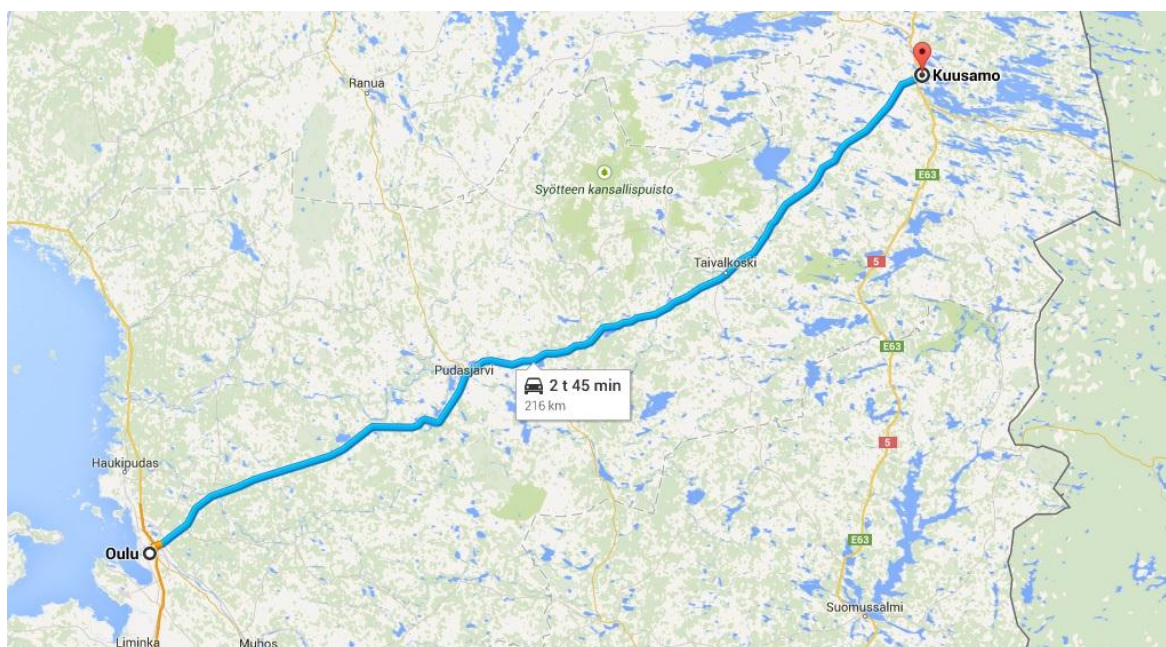 Kuusamo
Ranua
E63
Syötteen kansallispuisto
Taivalkoski
5
E63
Pudasjärvi
2 t 45 min
216 km
5
Haukipudas
E63
Oulu
Suomussalmi
Liminka
Muhos